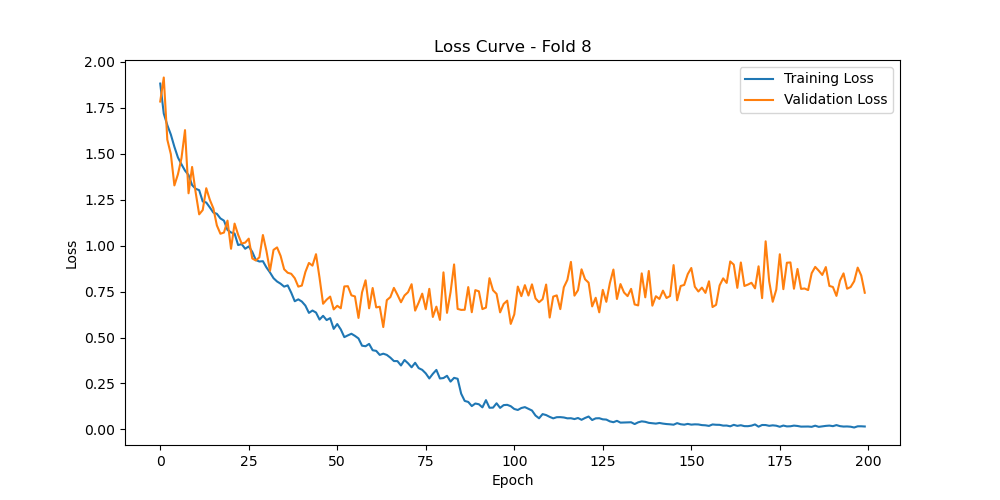 Loss Curve - Fold 8
Training Loss
Validation Loss
Loss
2.00
1.75
1.50
1.25
1.00
0.75
0.50
0.25
0.00
0 25 50 75 100 125 150 175 200
Epoch